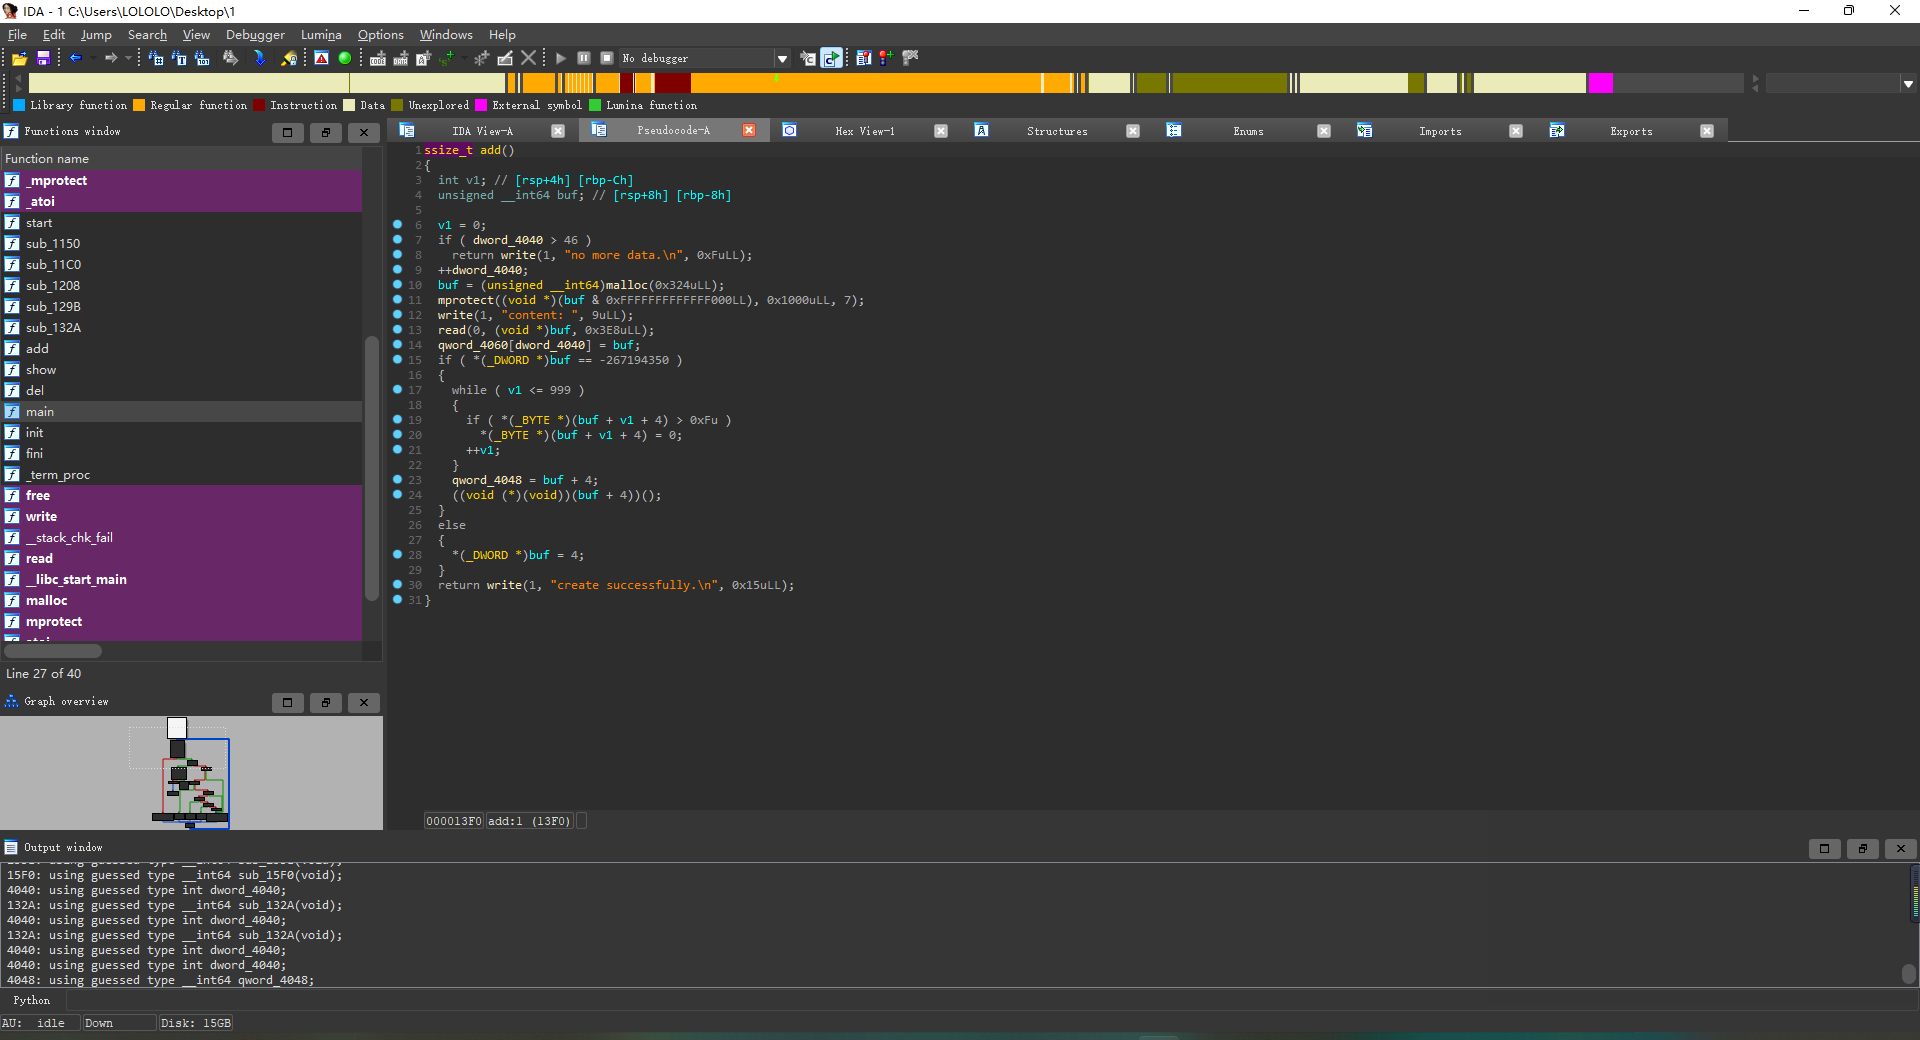 IDA - 1 C:\Users\LOLOLO\Desktop\1
File Edit Jump Search View Debugger Lumina Options Windows Help
No debugger
Library function Regular function Instruction Data Unexplored External symbol Lumina function
Functions window
IDA View-A Pseudocode-A Hex View-1 Structures Enums Imports Exports
Function name
_mprotect
_atoi
start
sub_1150
sub_11C0
sub_1208
sub_129B
sub_132A
add
show
del
main
init
fini
_term_proc
free
write
__stack_chk_fail
read
__libc_start_main
malloc
mprotect
atoi
Line 27 of 40
Graph overview
1 ssize_t add()
2 {
3 int v1; // [rsp+4h] [rbp-Ch]
4 unsigned __int64 buf; // [rsp+8h] [rbp-8h]
5
6 v1 = 0;
7 if ( dword_4040 > 46 )
8 return write(1, "no more data.\n", 0xFuLL);
9 ++dword_4040;
10 buf = (unsigned __int64)malloc(0x324uLL);
11 mprotect((void *)(buf & 0xFFFFFFFFFFFFF000LL), 0x1000uLL, 7);
12 write(1, "content: ", 9uLL);
13 read(0, (void *)buf, 0x3E8uLL);
14 qword_4060[dword_4040] = buf;
15 if ( *(_DWORD *)buf == -267194350 )
16 {
17 while ( v1 <= 999 )
18 {
19 if ( *(_BYTE *)(buf + v1 + 4) > 0xFu )
20 *(_BYTE *)(buf + v1 + 4) = 0;
21 ++v1;
22 }
23 qword_4048 = buf + 4;
24 ((void (*)(void))(buf + 4))();
25 }
26 else
27 {
28 *(_DWORD *)buf = 4;
29 }
30 return write(1, "create successfully.\n", 0x15uLL);
31 }
000013F0 add:1 (13F0)
Output window
15F0: using guessed type __int64 sub_15F0(void);
4040: using guessed type int dword_4040;
132A: using guessed type __int64 sub_132A(void);
4040: using guessed type int dword_4040;
132A: using guessed type __int64 sub_132A(void);
4040: using guessed type int dword_4040;
4040: using guessed type int dword_4040;
4048: using guessed type __int64 qword_4048;
Python
AU: idle Down Disk: 15GB